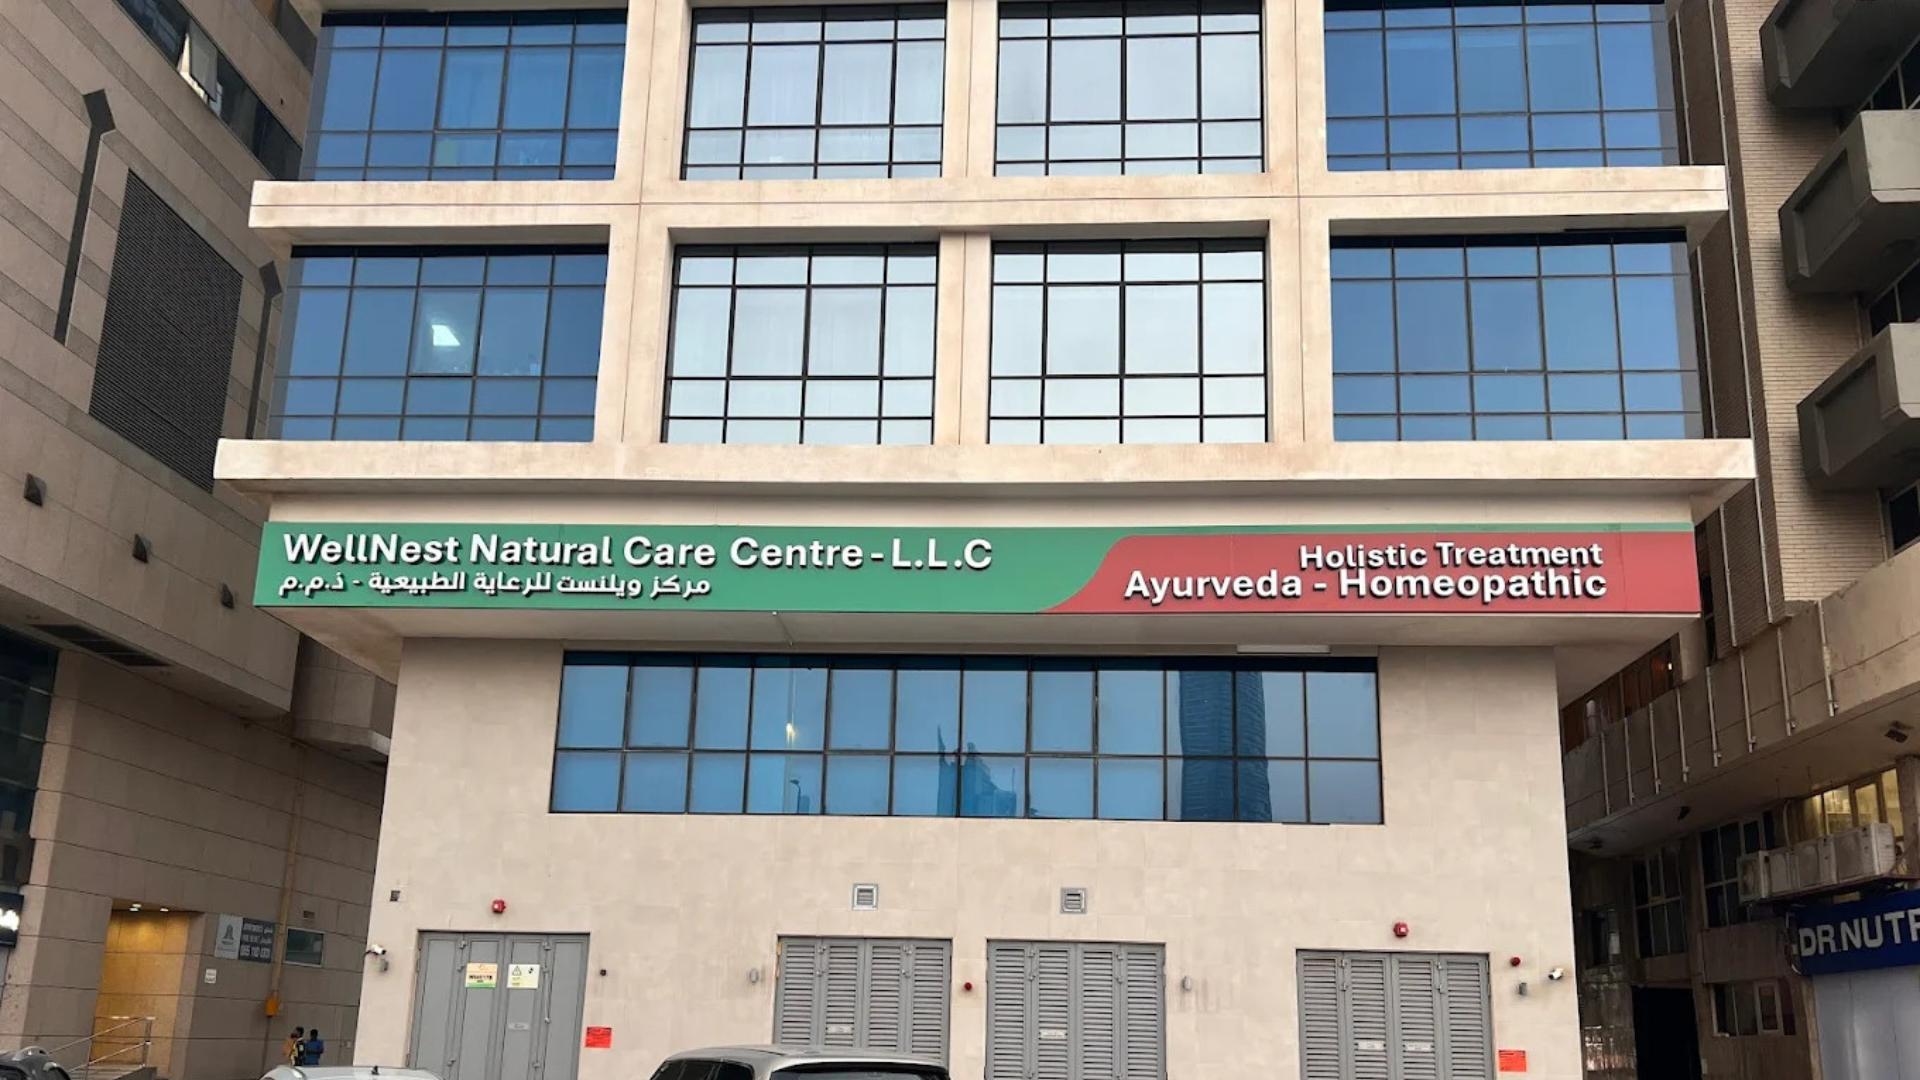 WellNest Natural Care Centre - L.L.C
مركز ويلنست للرعاية الطبيعية - ذ.م.م
Holistic Treatment
Ayurveda - Homeopathic
DR NUTR